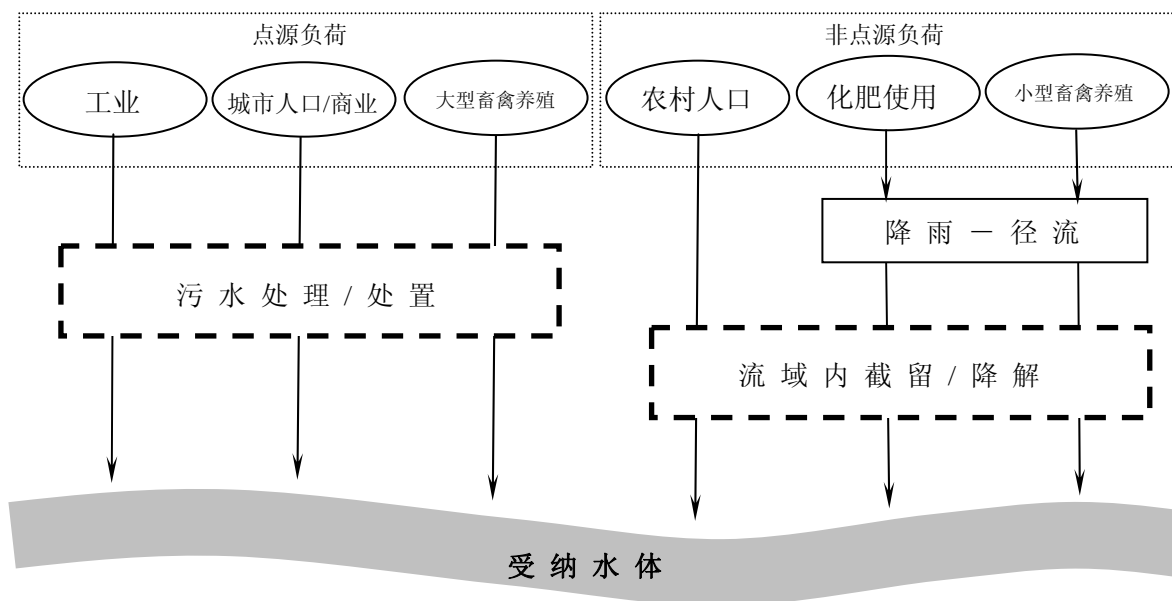 点源负荷
非点源负荷
工业
城市人口/商业
大型畜禽养殖
农村人口
化肥使用
小型畜禽养殖
降雨－径流
污水处理/处置
流域内截留/降解
受纳水体